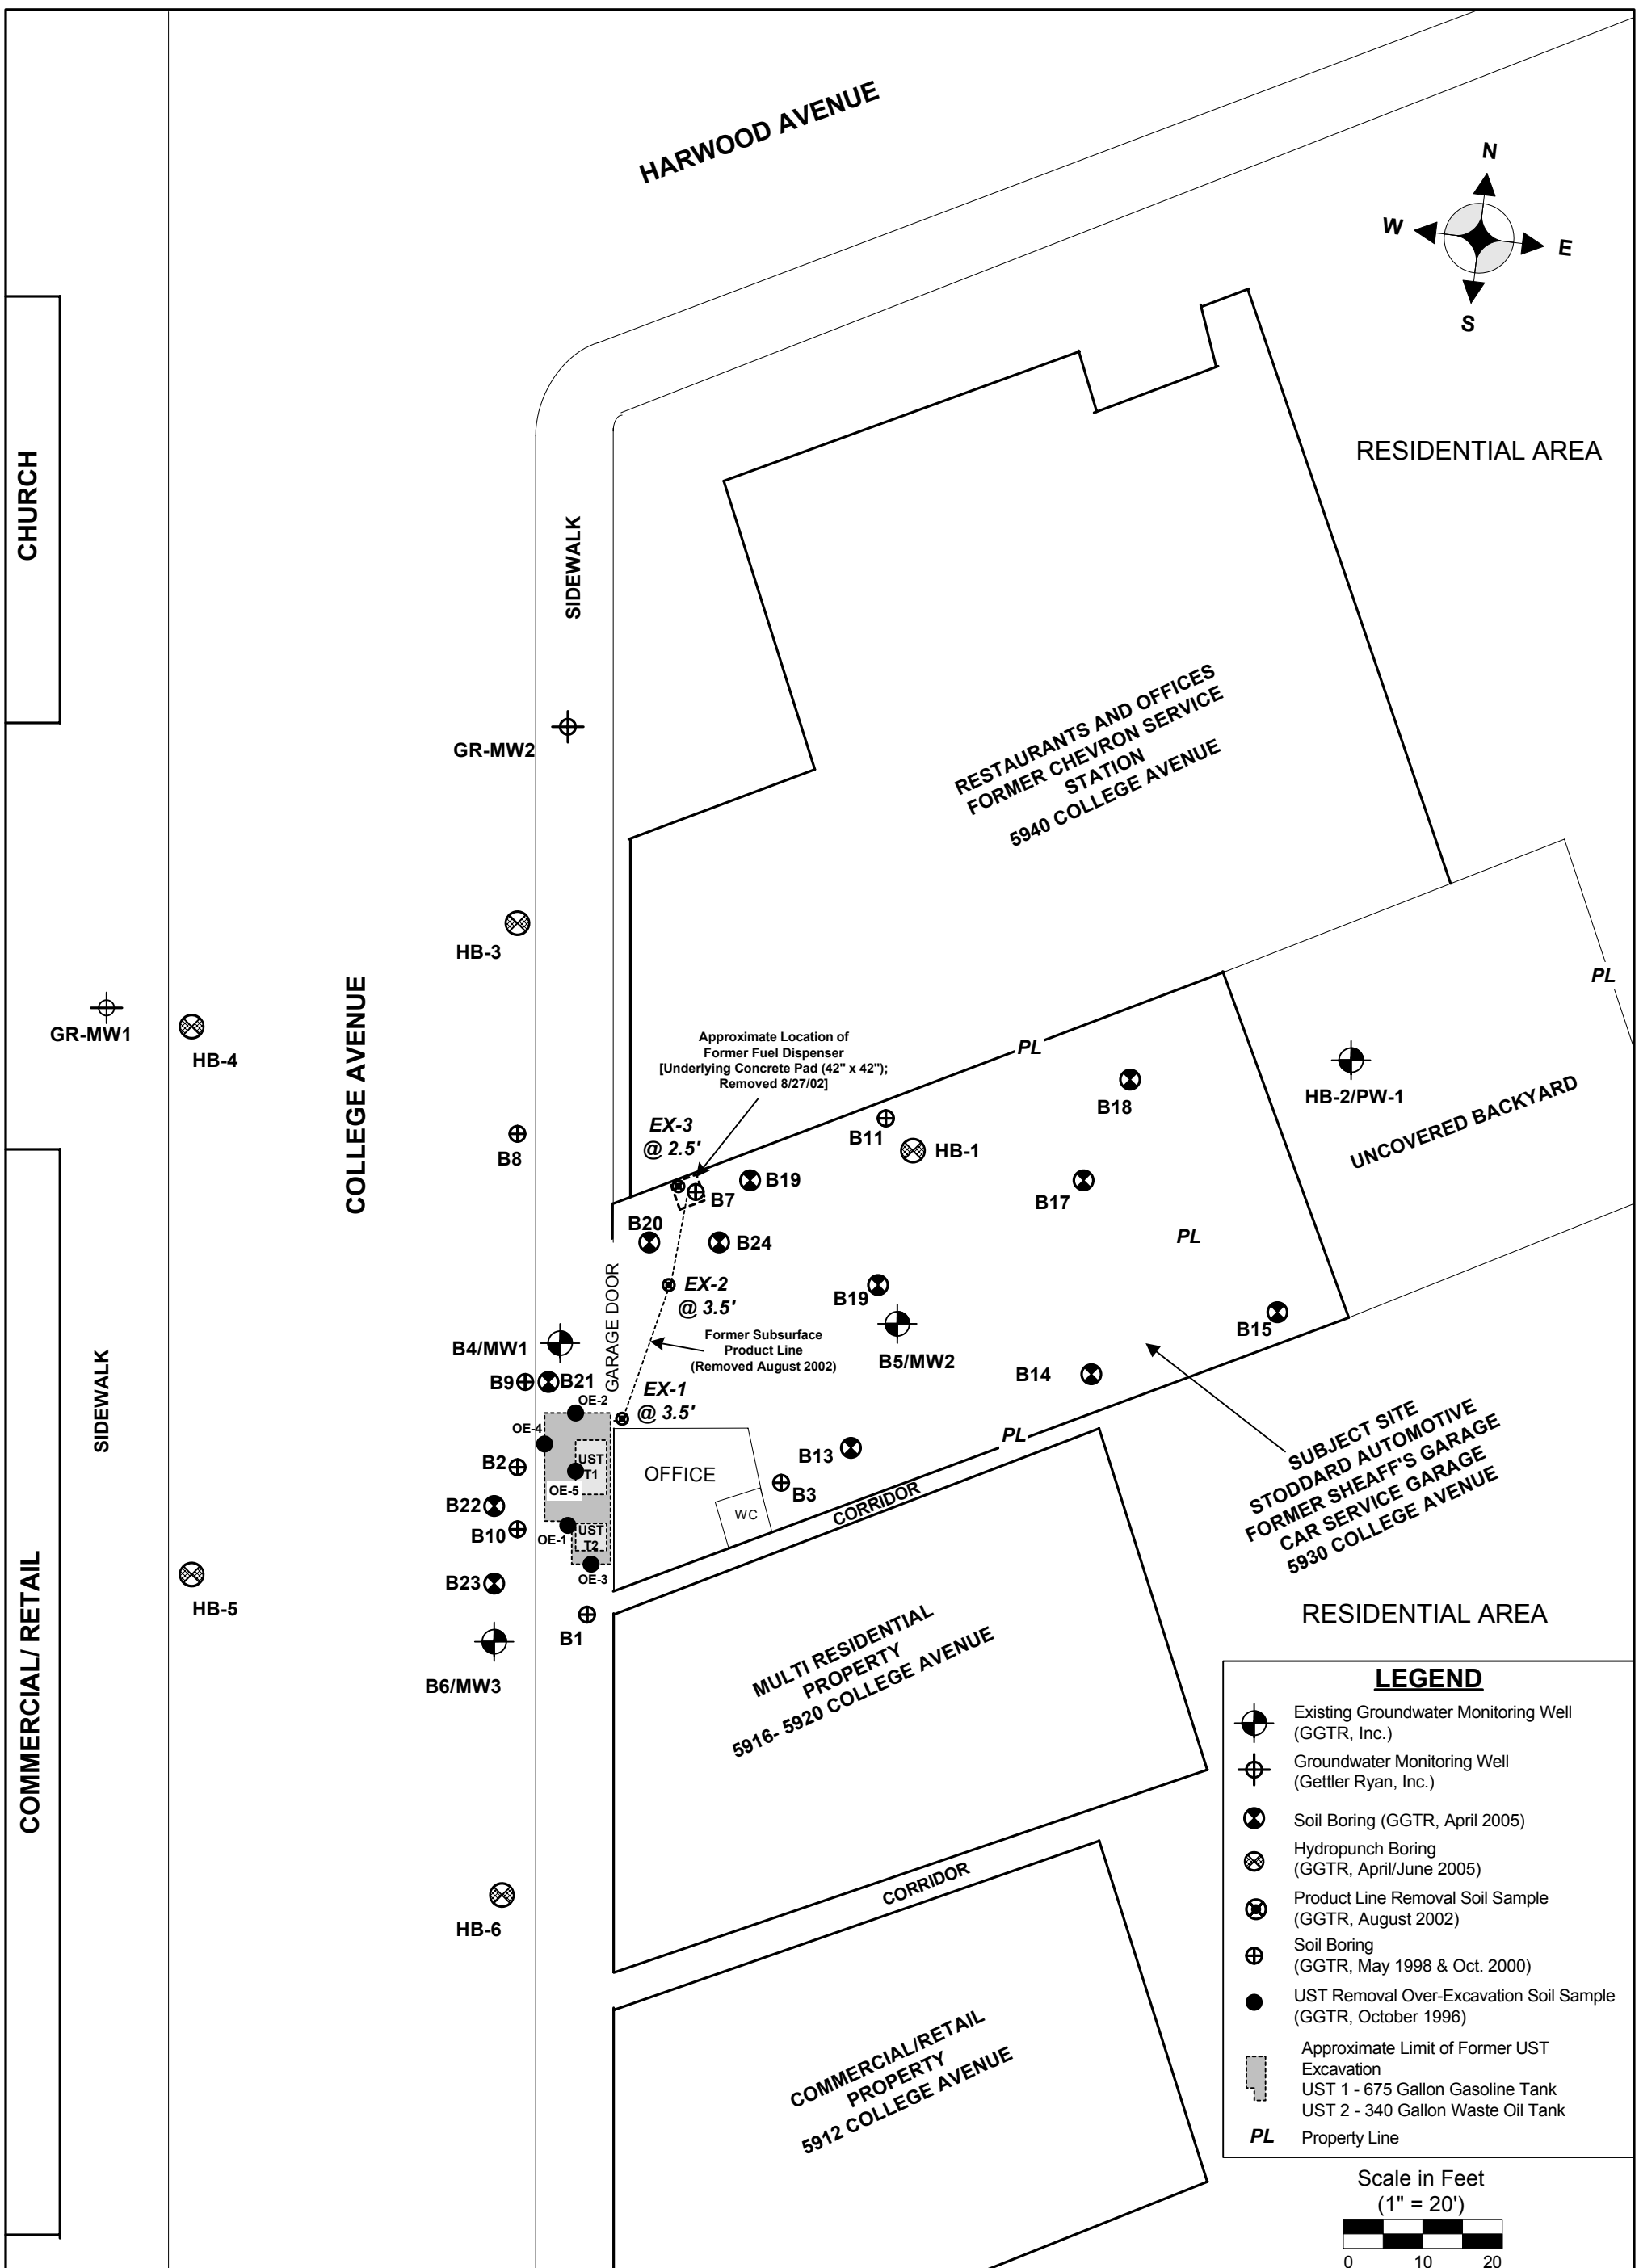 HARWOOD AVENUE
N
W
E
S
CHURCH
RESIDENTIAL AREA
SIDEWALK
GR-MW2
RESTAURANTS AND OFFICES
FORMER CHEVRON SERVICE
STATION
5940 COLLEGE AVENUE
HB-3
COLLEGE AVENUE
PL
GR-MW1
HB-4
Approximate Location of
Former Fuel Dispenser
[Underlying Concrete Pad (42" x 42");
Removed 8/27/02]
PL
HB-2/PW-1
B18
UNCOVERED BACKYARD
EX-3
@ 2.5'
B11
HB-1
B8
B19
B7
B17
B20
B24
PL
GARAGE DOOR
EX-2
@ 3.5'
B19
B15
B4/MW1
Former Subsurface
Product Line
(Removed August 2002)
B5/MW2
B14
B9
B21
EX-1
@ 3.5'
OE-2
OE-4
SIDEWALK
PL
SUBJECT SITE
STODDARD AUTOMOTIVE
FORMER SHEAFF'S GARAGE
CAR SERVICE GARAGE
5930 COLLEGE AVENUE
B13
B2
UST
T1
OFFICE
OE-5
B3
B22
WC
CORRIDOR
B10
OE-1
UST
T2
OE-3
B23
COMMERCIAL/ RETAIL
HB-5
B1
B6/MW3
MULTI RESIDENTIAL
PROPERTY
5916- 5920 COLLEGE AVENUE
RESIDENTIAL AREA
CORRIDOR
HB-6
COMMERCIAL/RETAIL
PROPERTY
5912 COLLEGE AVENUE
LEGEND
Existing Groundwater Monitoring Well
(GGTR, Inc.)
Groundwater Monitoring Well
(Gettler Ryan, Inc.)
Soil Boring (GGTR, April 2005)
Hydropunch Boring
(GGTR, April/June 2005)
Product Line Removal Soil Sample
(GGTR, August 2002)
Soil Boring
(GGTR, May 1998 & Oct. 2000)
UST Removal Over-Excavation Soil Sample
(GGTR, October 1996)
Approximate Limit of Former UST
Excavation
UST 1 - 675 Gallon Gasoline Tank
UST 2 - 340 Gallon Waste Oil Tank
PL Property Line
Scale in Feet
(1" = 20')
0 10 20